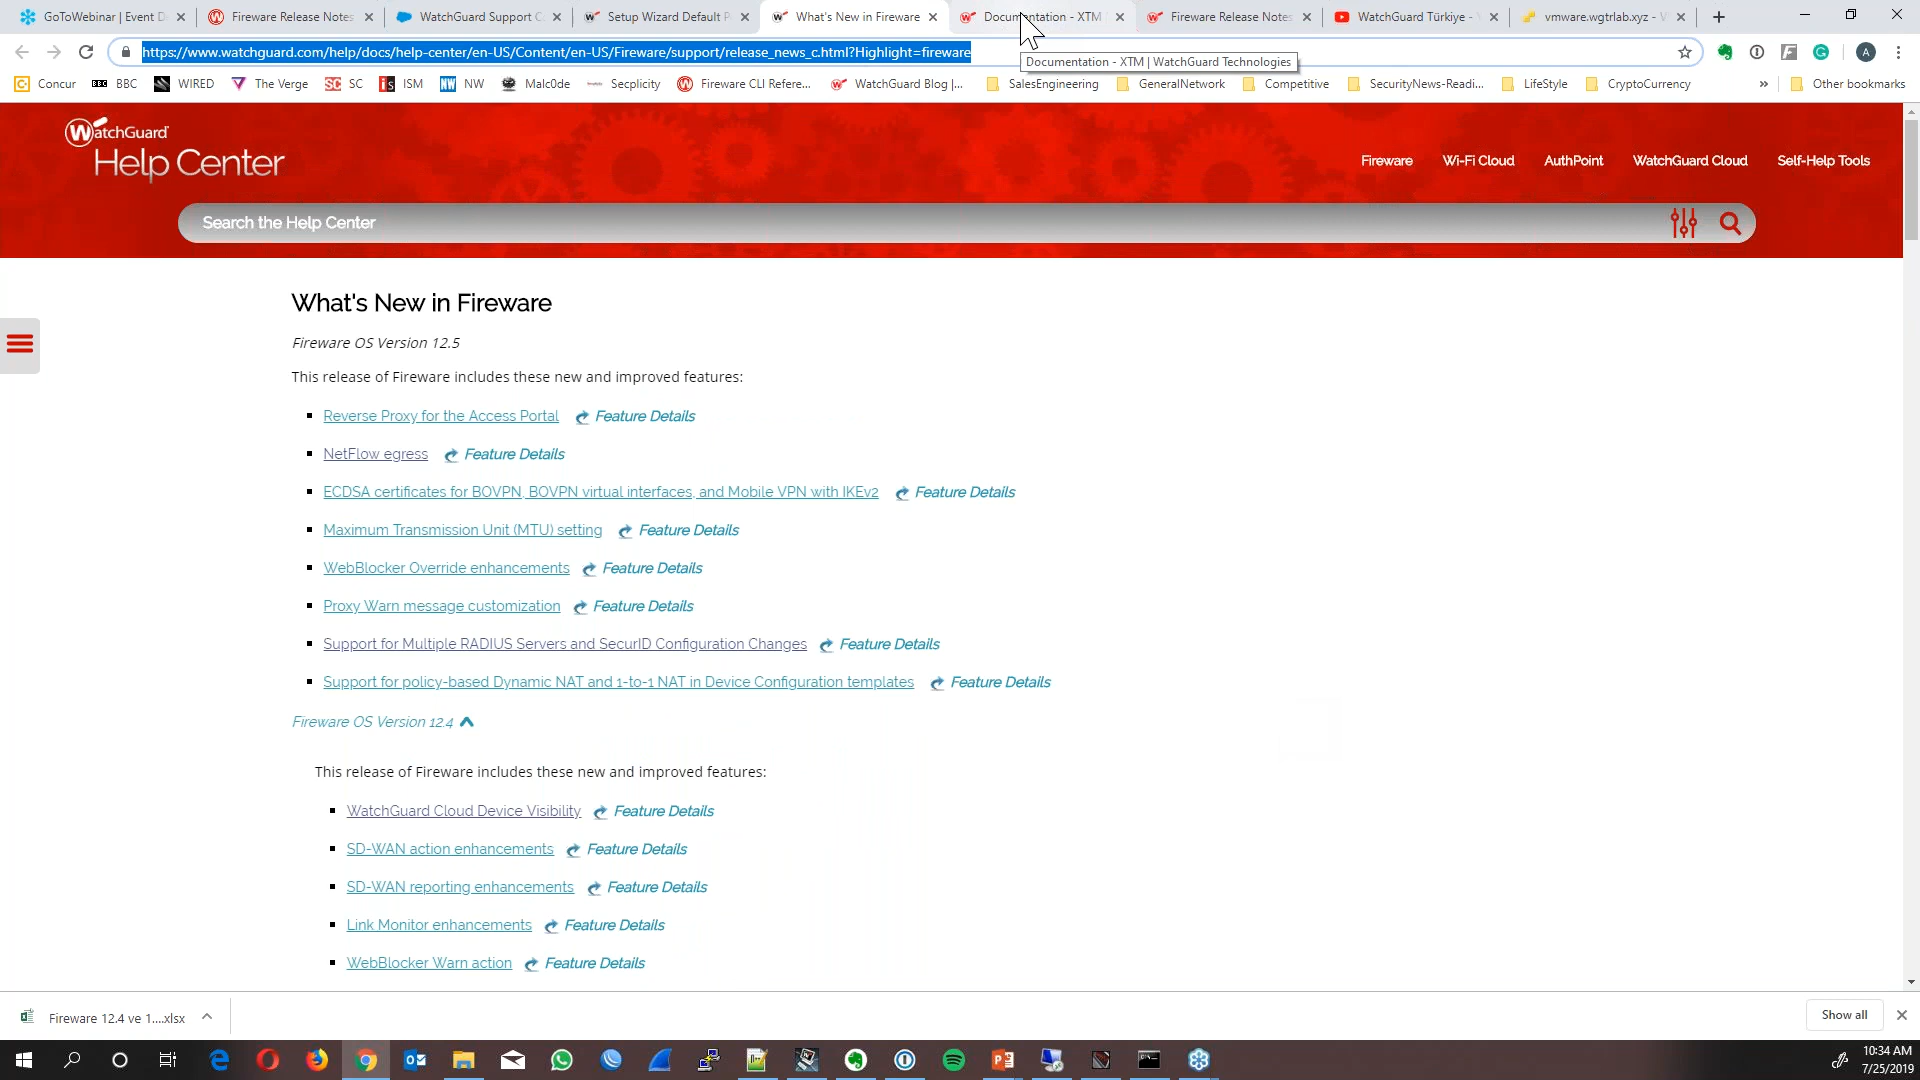 GoToWebinar | Event D
Fireware Release Notes
WatchGuard Support C
Setup Wizard Default P
What's New in Fireware
Documentation - XTM
Fireware Release Notes
WatchGuard Türkiye -
vmware.wgtrlab.xyz -
https://www.watchguard.com/help/docs/help-center/en-US/Content/en-US/Fireware/support/release_news_c.html?Highlight=fireware
Documentation - XTM | WatchGuard Technologies
Concur
BBC BBC
WIRED
The Verge
SC SC
is ISM
NW NW
Malc0de
Secplicity
Fireware CLI Refere...
WatchGuard Blog |...
SalesEngineering
GeneralNetwork
Competitive
SecurityNews-Readi...
LifeStyle
CryptoCurrency
»
Other bookmarks
WatchGuard
Help Center
Fireware
Wi-Fi Cloud
AuthPoint
WatchGuard Cloud
Self-Help Tools
Search the Help Center
What's New in Fireware
Fireware OS Version 12.5
This release of Fireware includes these new and improved features:
Reverse Proxy for the Access Portal Feature Details
NetFlow egress Feature Details
ECDSA certificates for BOVPN, BOVPN virtual interfaces, and Mobile VPN with IKEv2 Feature Details
Maximum Transmission Unit (MTU) setting Feature Details
WebBlocker Override enhancements Feature Details
Proxy Warn message customization Feature Details
Support for Multiple RADIUS Servers and SecurID Configuration Changes Feature Details
Support for policy-based Dynamic NAT and 1-to-1 NAT in Device Configuration templates Feature Details
Fireware OS Version 12.4
This release of Fireware includes these new and improved features:
WatchGuard Cloud Device Visibility Feature Details
SD-WAN action enhancements Feature Details
SD-WAN reporting enhancements Feature Details
Link Monitor enhancements Feature Details
WebBlocker Warn action Feature Details
Fireware 12.4 ve 1....xlsx
Show all
10:34 AM
7/25/2019